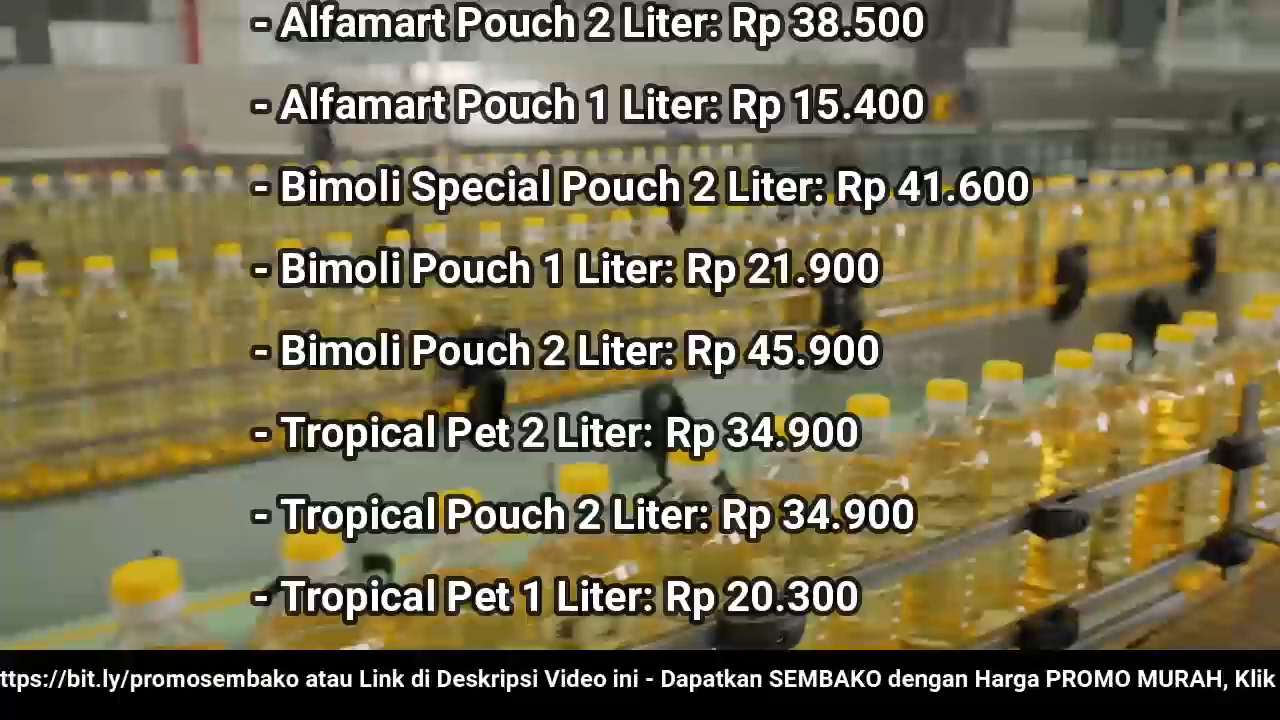 - Alfamart Pouch 2 Liter: Rp 38.500
- Alfamart Pouch 1 Liter: Rp 15.400
- Bimoli Special Pouch 2 Liter: Rp 41.600
- Bimoli Pouch 1 Liter: Rp 21.900
- Bimoli Pouch 2 Liter: Rp 45.900
- Tropical Pet 2 Liter: Rp 34.900
- Tropical Pouch 2 Liter: Rp 34.900
- Tropical Pet 1 Liter: Rp 20.300
ttps://bit.ly/promosembako atau Link di Deskripsi Video ini - Dapatkan SEMBAKO dengan Harga PROMO MURAH, Klik